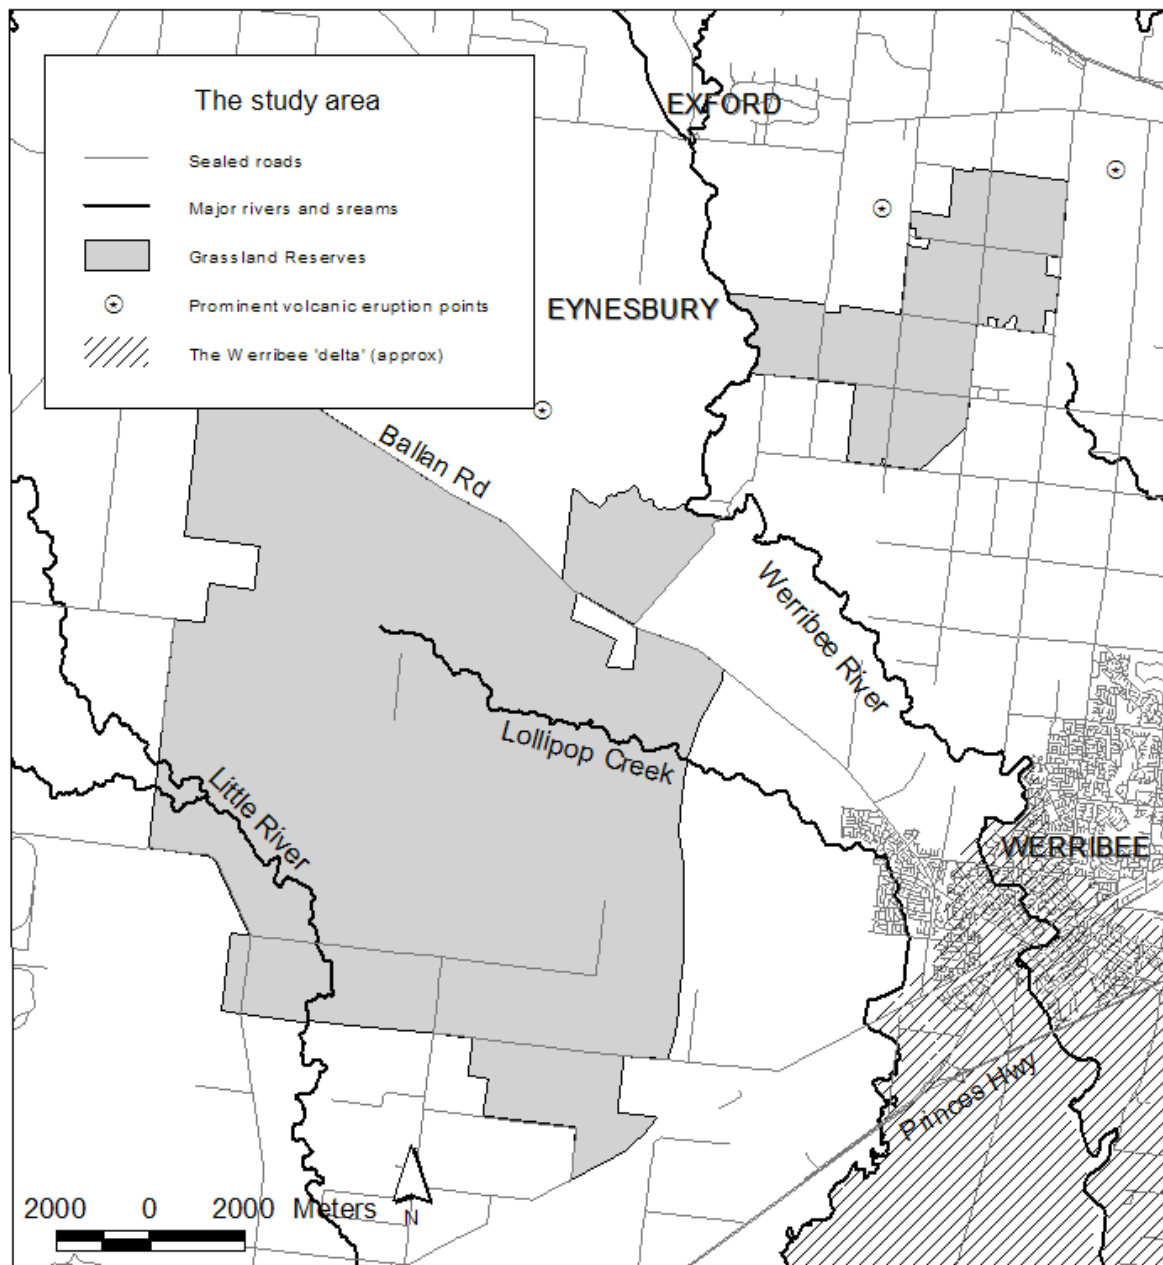 The study area
Sealed roads
Major rivers and sreams
Grassland Reserves
Prominent volcanic eruption points
The Werribee 'delta' (approx)
EXFORD
EYNESBURY
Ballan Rd
Werribee River
Lollipop Creek
Little River
WERRIBEE
Princes Hwy
2000 0 2000 Meters
N